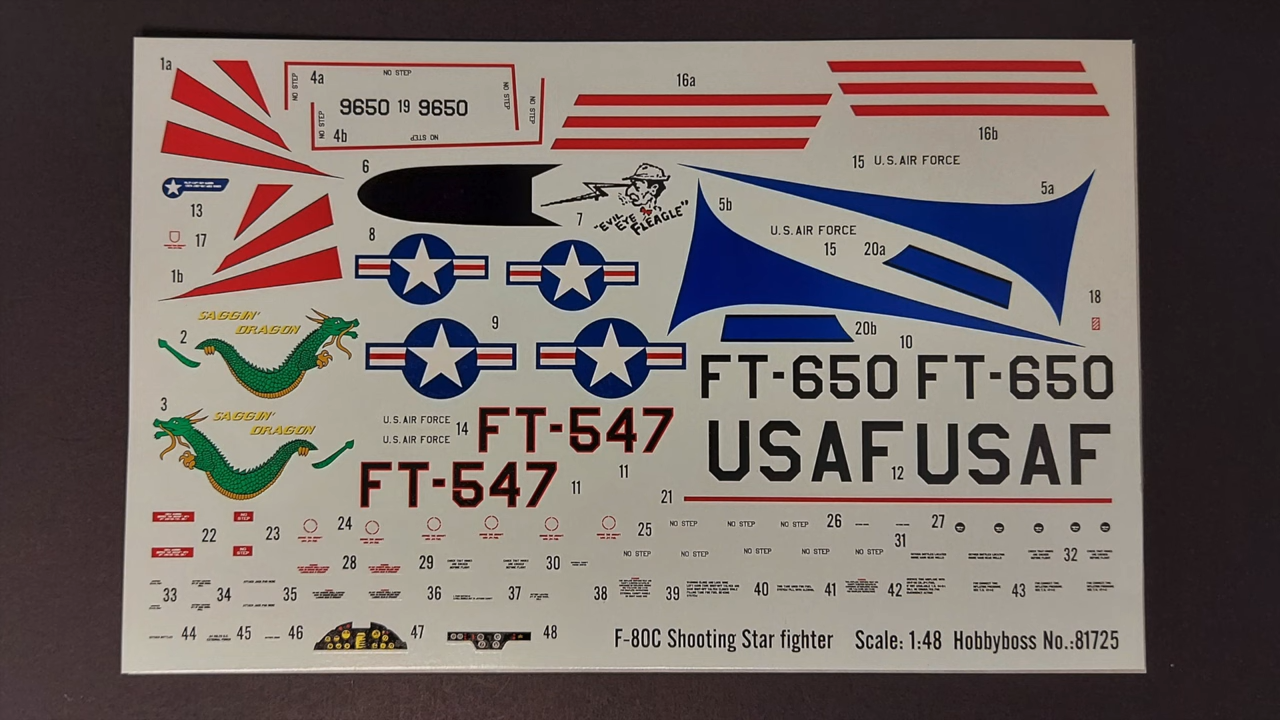 1a
NO STEP
4a
NO STEP
9650 19 9650
NO STEP
NO STEP
NO STEP
4b
NO STEP
16a
16b
15 U.S.AIR FORCE
6
"EVIL EYE FLEAGLE"
7
5a
5b
U.S.AIR FORCE
15
20a
13
17
1b
8
18
2
SAGGIN'
DRAGON
9
20b
10
FT-650 FT-650
3
SAGGIN'
DRAGON
U.S.AIR FORCE
14
U.S.AIR FORCE
FT-547
11
FT-547
11
USAF
12
USAF
21
22
NO STEP
23
NO STEP
24
25
NO STEP
NO STEP
NO STEP
26
27
NO STEP
NO STEP
NO STEP
NO STEP
NO STEP
31
32
28
29
30
33
34
35
36
37
38
39
40
41
42
43
44
45
46
47
48
F-80C Shooting Star fighter Scale: 1:48 Hobbyboss No.:81725